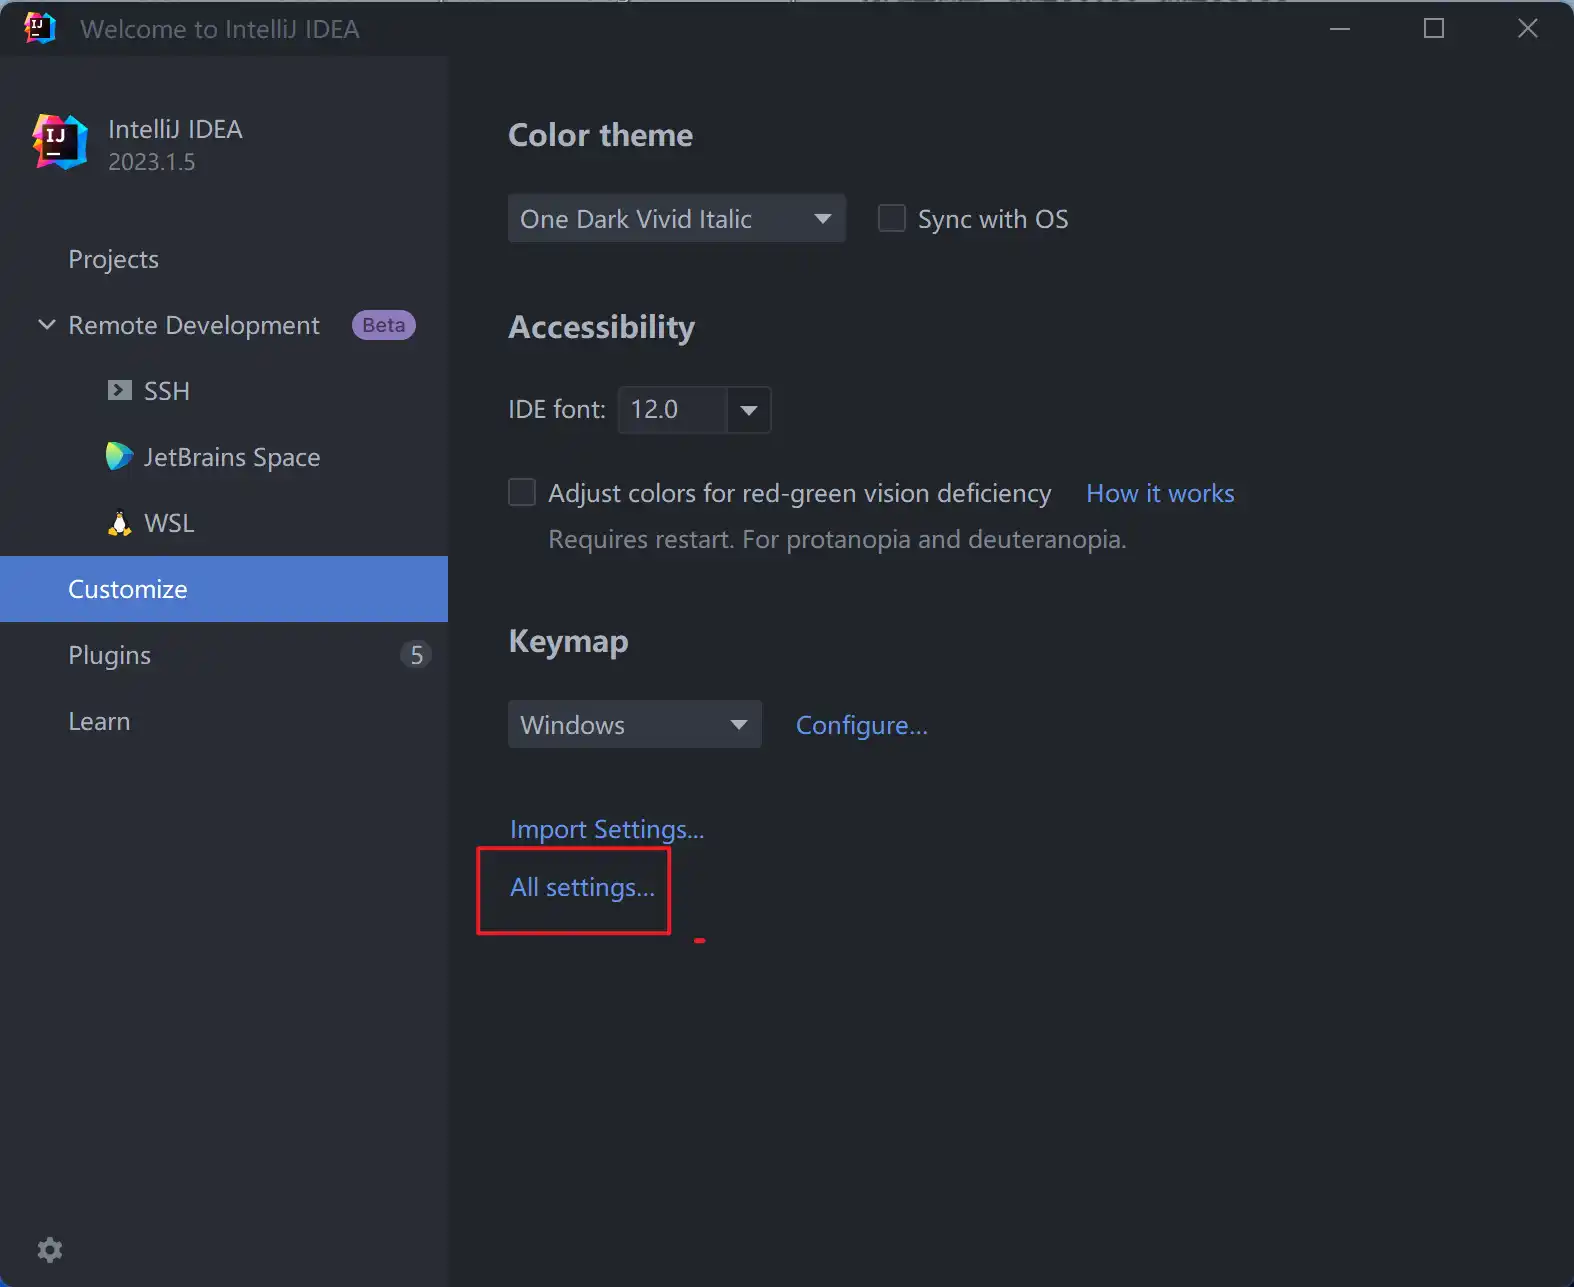 Welcome to IntelliJ IDEA
IJ
IntelliJ IDEA
2023.1.5
Projects
Remote Development Beta
SSH
JetBrains Space
WSL
Customize
Plugins 5
Learn
Color theme
One Dark Vivid Italic Sync with OS
Accessibility
IDE font: 12.0
Adjust colors for red-green vision deficiency How it works
Requires restart. For protanopia and deuteranopia.
Keymap
Windows Configure...
Import Settings...
All settings...